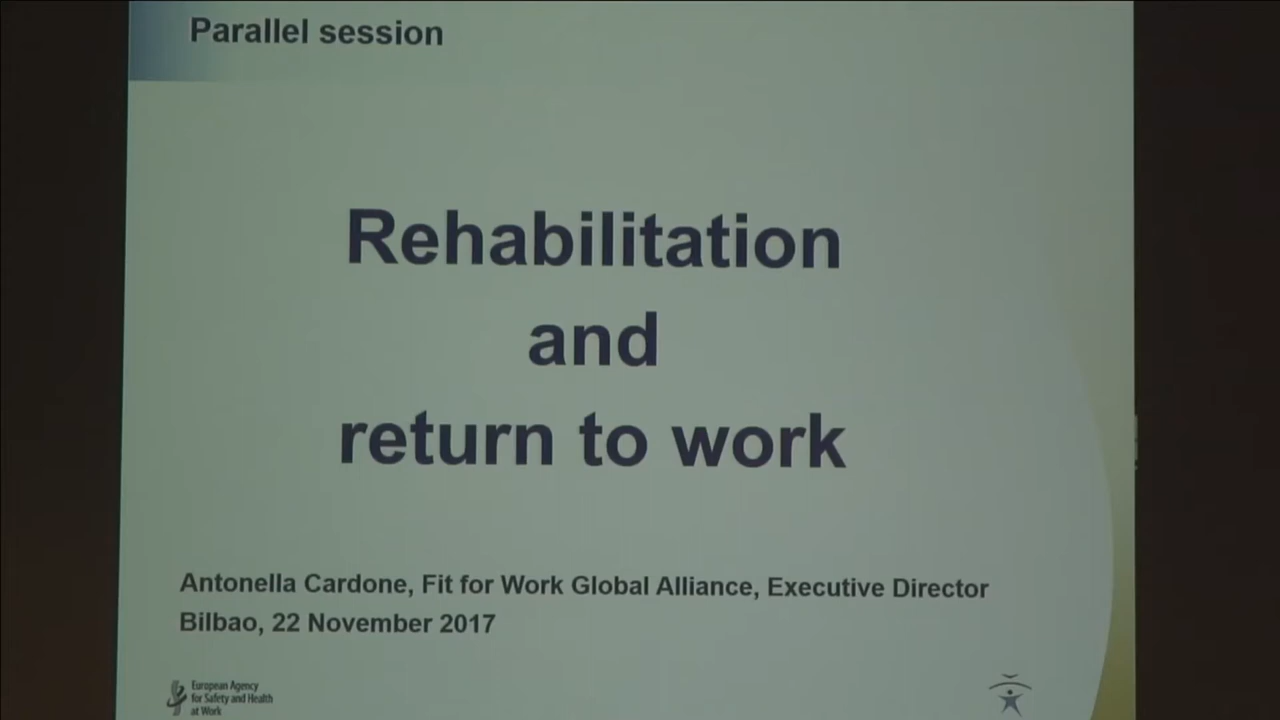 Parallel session
Rehabilitation
and
return to work
Antonella Cardone, Fit for Work Global Alliance, Executive Director
Bilbao, 22 November 2017
European Agency
for Safety and Health
at Work